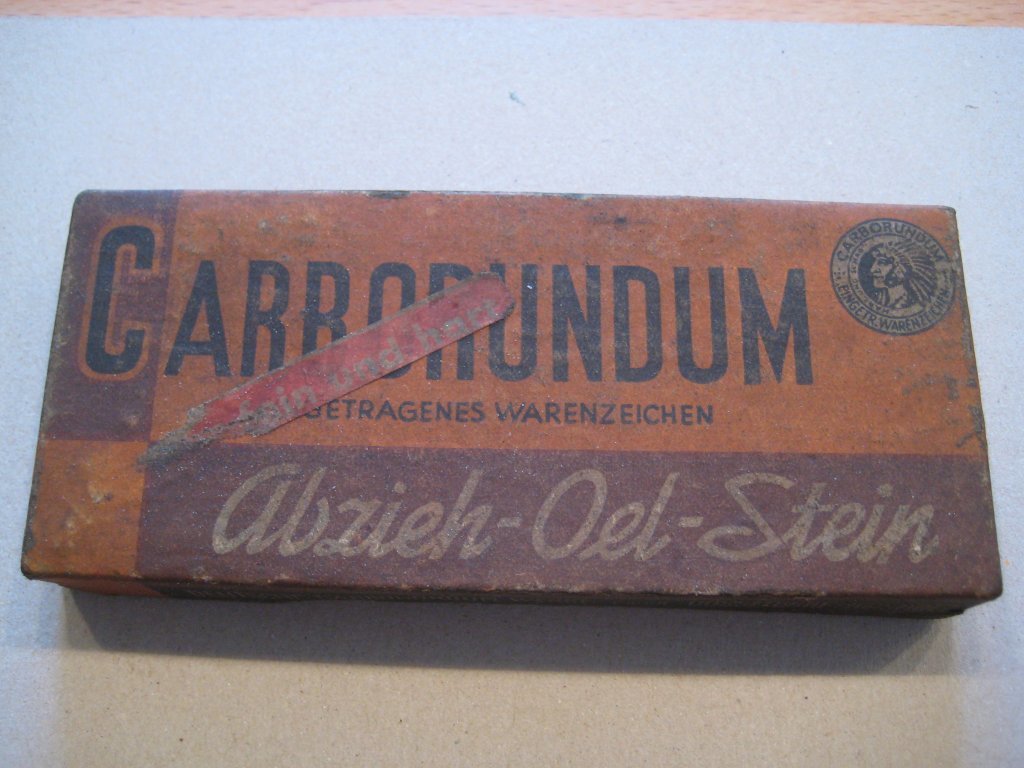 CARBORUNDUM
CARBORUNDUM
EINGETR. WARENZEICHEN
fein und hart
GETRAGENES WARENZEICHEN
Abzieh-Oel-Stein